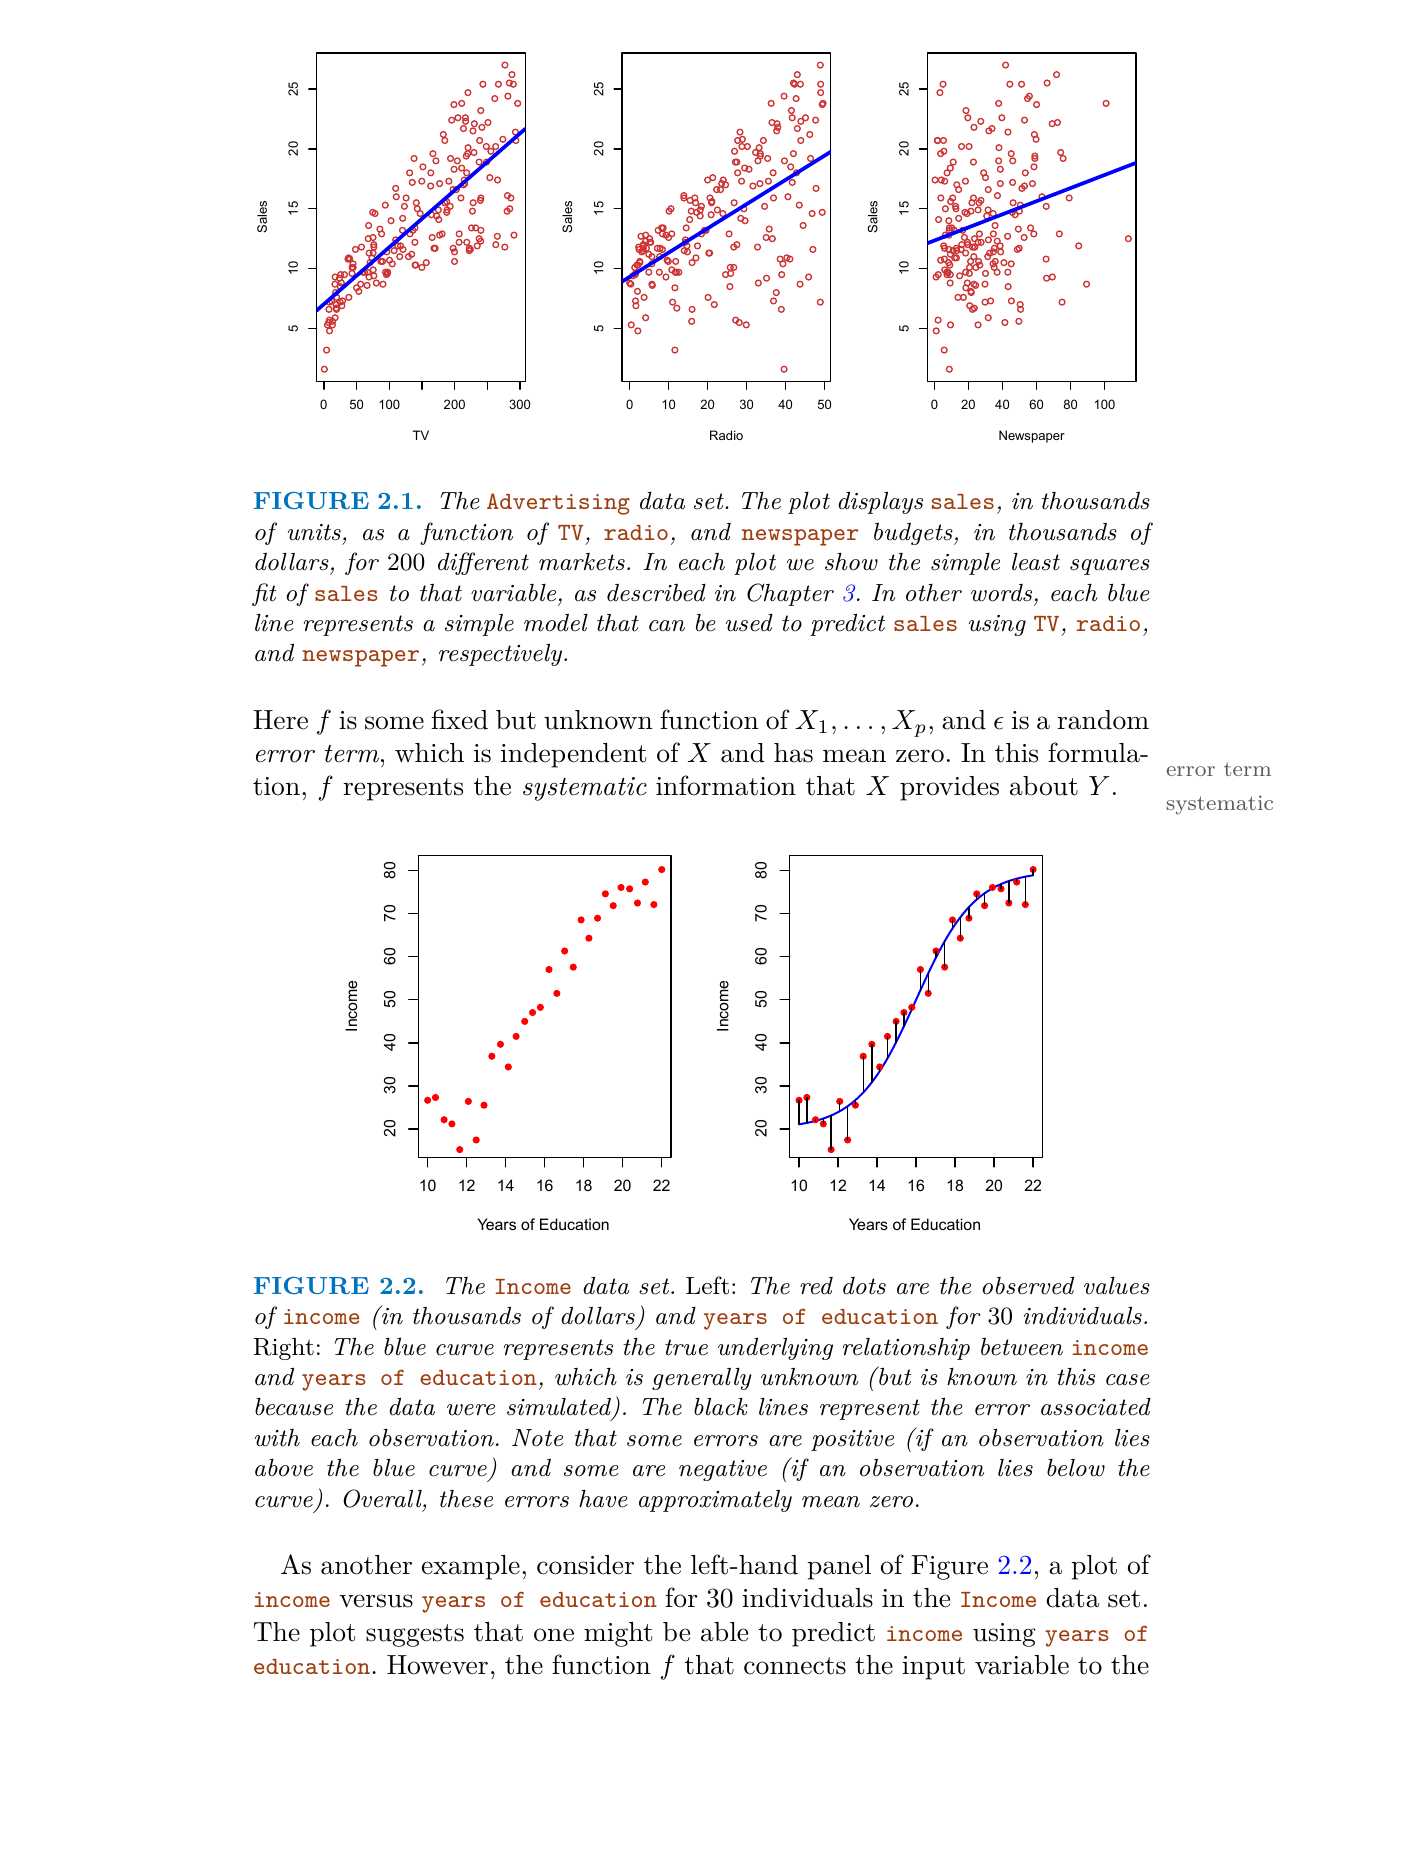 25
20
15
10
5
Sales
0 50 100 200 300
TV
25
20
15
10
5
Sales
0 10 20 30 40 50
Radio
25
20
15
10
5
Sales
0 20 40 60 80 100
Newspaper
FIGURE 2.1. The Advertising data set. The plot displays sales, in thousands
of units, as a function of TV, radio, and newspaper budgets, in thousands of
dollars, for 200 different markets. In each plot we show the simple least squares
fit of sales to that variable, as described in Chapter 3. In other words, each blue
line represents a simple model that can be used to predict sales using TV, radio,
and newspaper, respectively.
Here f is some fixed but unknown function of X₁, . . . , Xₚ, and ϵ is a random
error term, which is independent of X and has mean zero. In this formula-
error term
tion, f represents the systematic information that X provides about Y.
systematic
80
70
60
50
40
30
20
Income
10 12 14 16 18 20 22
Years of Education
80
70
60
50
40
30
20
Income
10 12 14 16 18 20 22
Years of Education
FIGURE 2.2. The Income data set. Left: The red dots are the observed values
of income (in thousands of dollars) and years of education for 30 individuals.
Right: The blue curve represents the true underlying relationship between income
and years of education, which is generally unknown (but is known in this case
because the data were simulated). The black lines represent the error associated
with each observation. Note that some errors are positive (if an observation lies
above the blue curve) and some are negative (if an observation lies below the
curve). Overall, these errors have approximately mean zero.
As another example, consider the left-hand panel of Figure 2.2, a plot of
income versus years of education for 30 individuals in the Income data set.
The plot suggests that one might be able to predict income using years of
education. However, the function f that connects the input variable to the